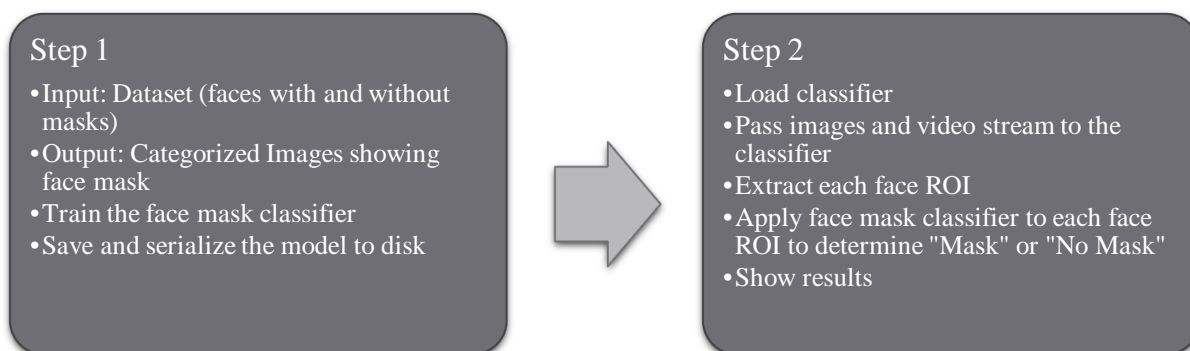 Step 1
•Input: Dataset (faces with and without
masks)
•Output: Categorized Images showing
face mask
•Train the face mask classifier
•Save and serialize the model to disk
Step 2
•Load classifier
•Pass images and video stream to the
classifier
•Extract each face ROI
•Apply face mask classifier to each face
ROI to determine "Mask" or "No Mask"
•Show results